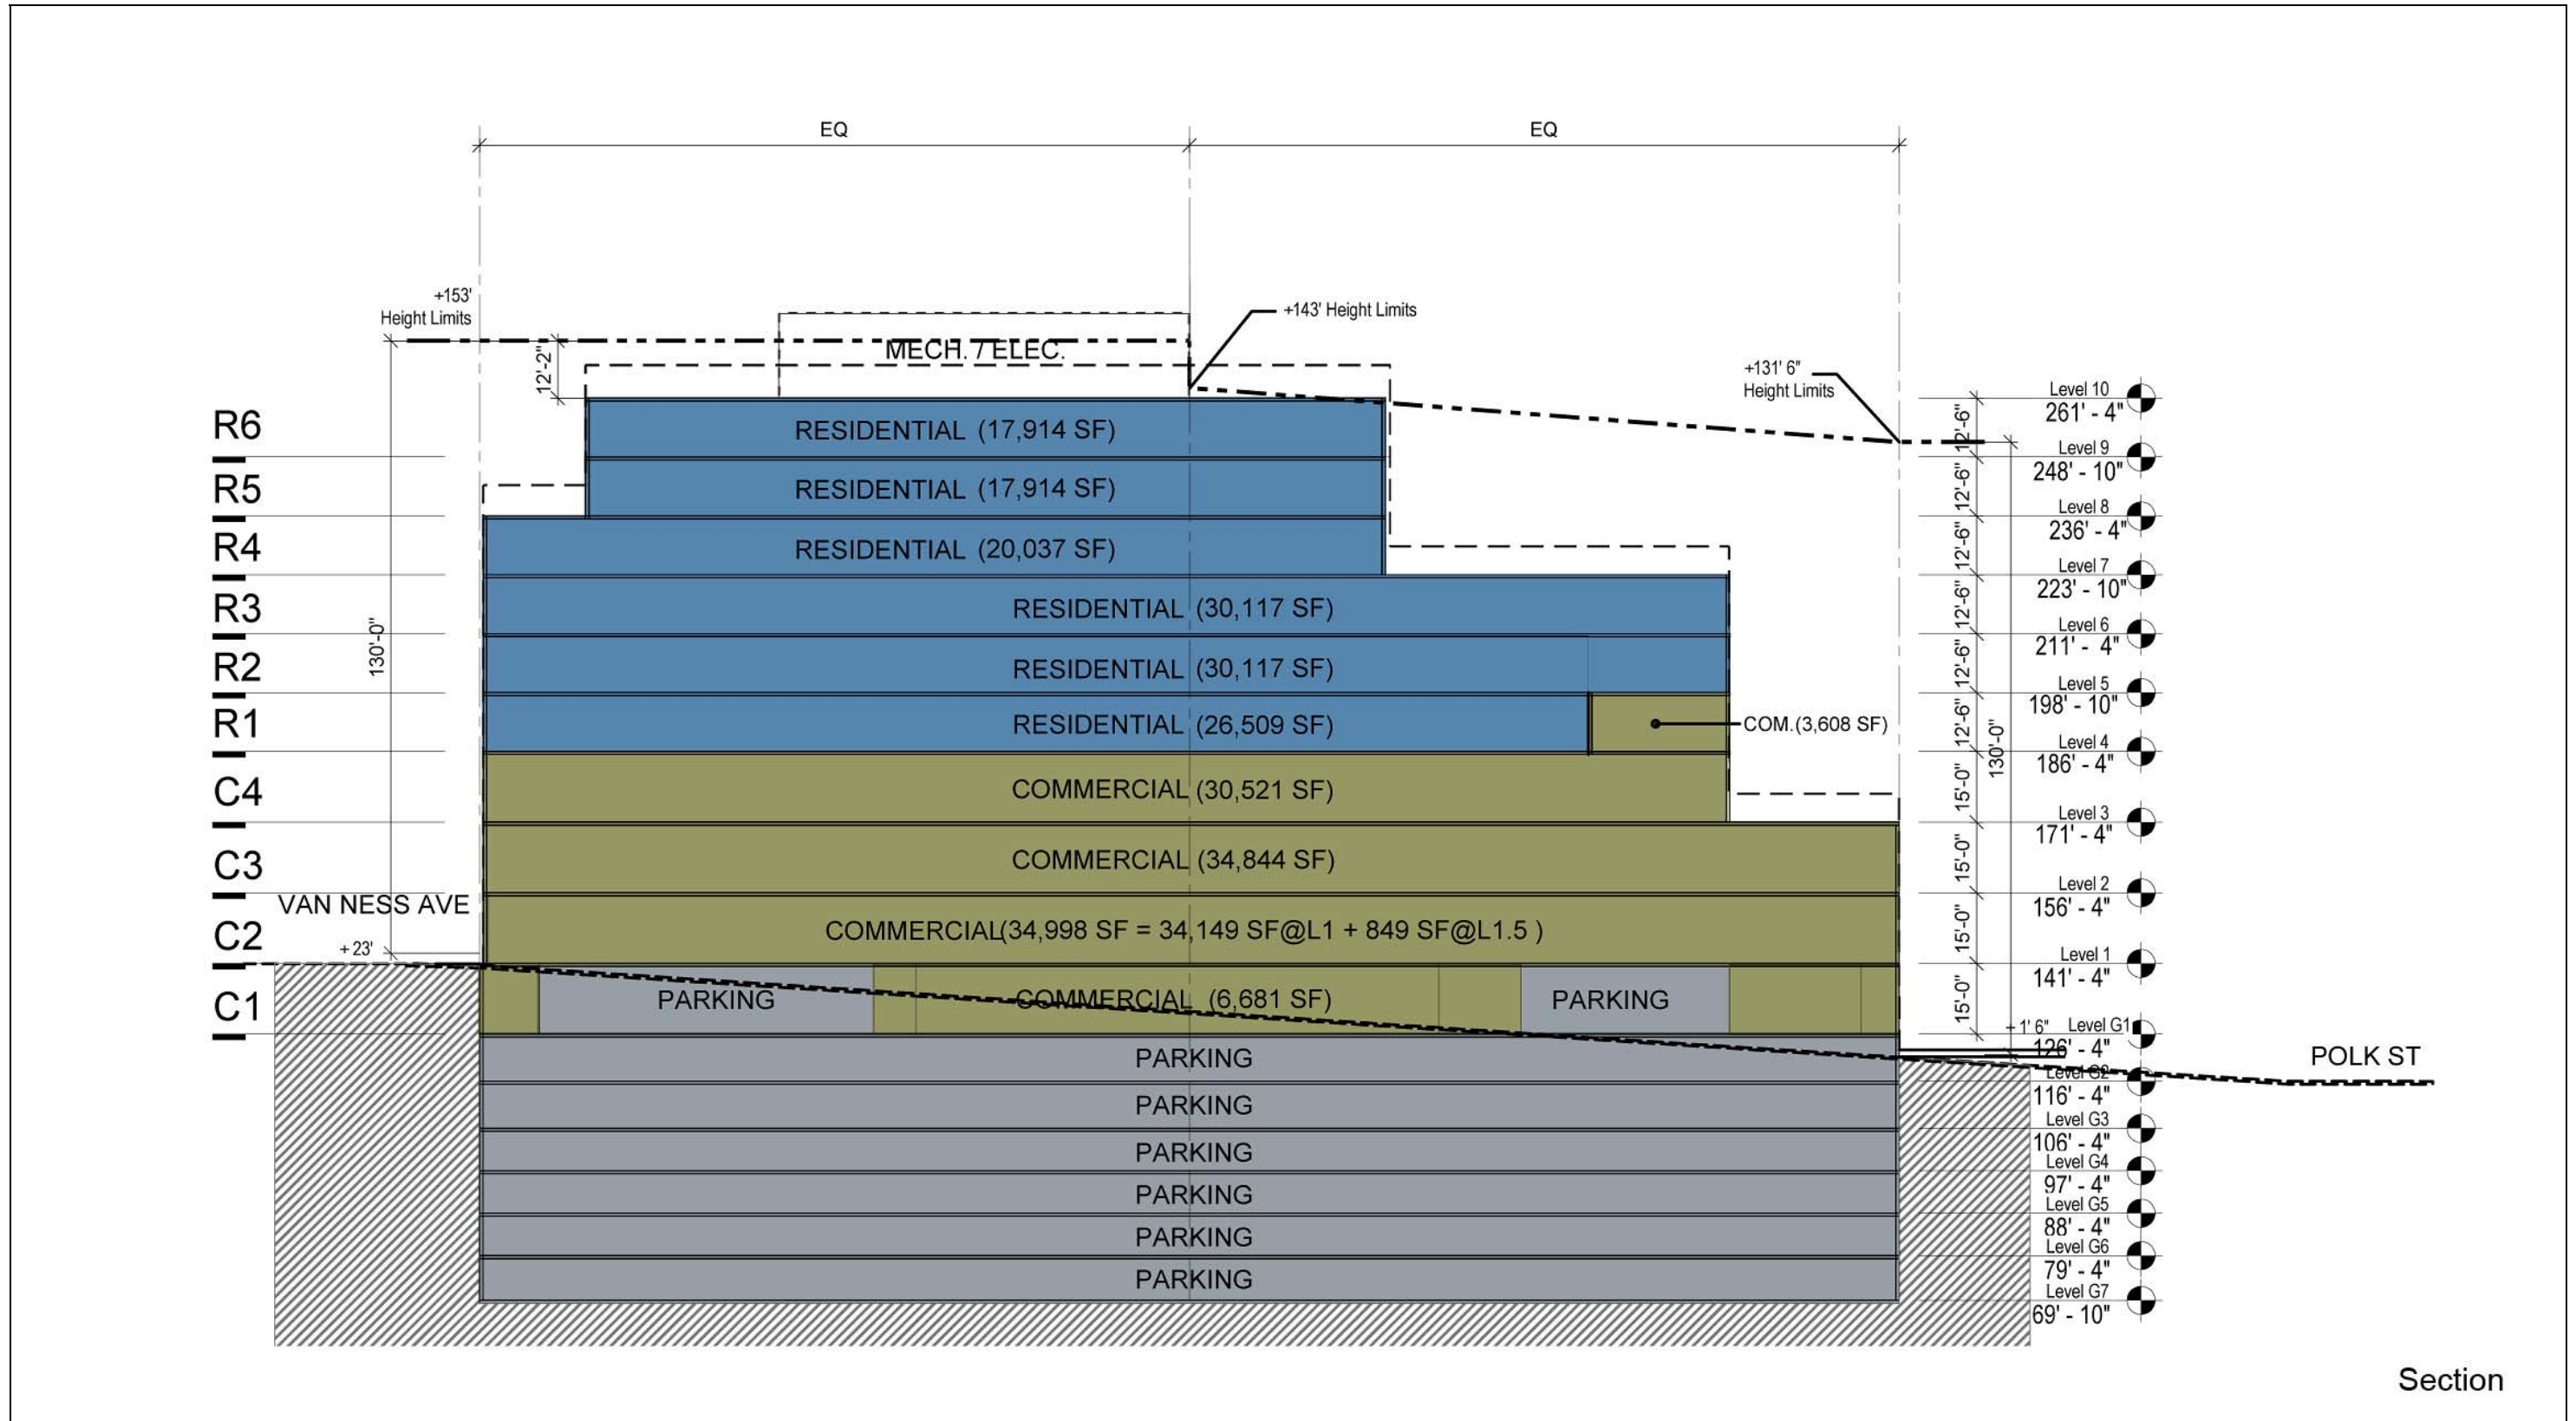 EQ
EQ
+153'
Height Limits
+143' Height Limits
12'-2"
MECH. / ELEC.
+131' 6"
Height Limits
Level 10
261' - 4"
R6
RESIDENTIAL (17,914 SF)
12'-6"
Level 9
248' - 10"
R5
RESIDENTIAL (17,914 SF)
12'-6"
Level 8
236' - 4"
R4
RESIDENTIAL (20,037 SF)
12'-6"
Level 7
223' - 10"
R3
RESIDENTIAL (30,117 SF)
12'-6"
Level 6
211' - 4"
130'-0"
R2
RESIDENTIAL (30,117 SF)
12'-6"
Level 5
198' - 10"
R1
RESIDENTIAL (26,509 SF)
COM.(3,608 SF)
12'-6"
130'-0"
Level 4
186' - 4"
C4
COMMERCIAL (30,521 SF)
15'-0"
Level 3
171' - 4"
C3
COMMERCIAL (34,844 SF)
15'-0"
Level 2
156' - 4"
VAN NESS AVE
C2
COMMERCIAL(34,998 SF = 34,149 SF@L1 + 849 SF@L1.5 )
15'-0"
+ 23'
Level 1
141' - 4"
C1
PARKING
COMMERCIAL (6,681 SF)
PARKING
15'-0"
+ 1' 6"
Level G1
126' - 4"
PARKING
POLK ST
Level G2
116' - 4"
PARKING
Level G3
106' - 4"
PARKING
Level G4
97' - 4"
PARKING
Level G5
88' - 4"
PARKING
Level G6
79' - 4"
PARKING
Level G7
69' - 10"
Section